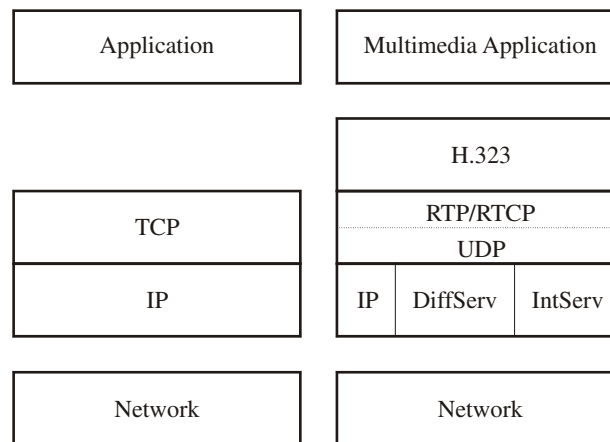 Application
TCP
IP
Network
Multimedia Application
H.323
RTP/RTCP
UDP
IP DiffServ IntServ
Network